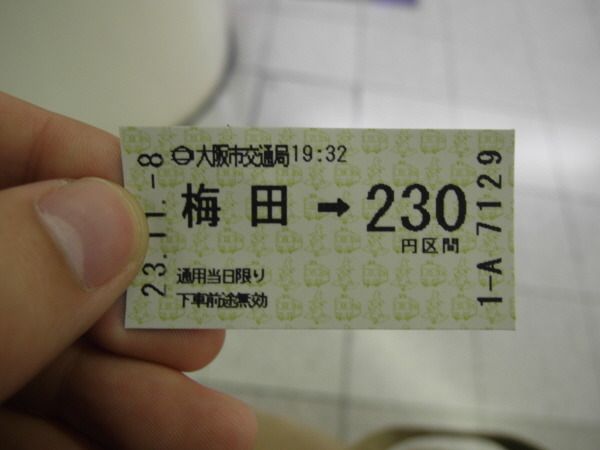 大阪市交通局19:32
梅田→230
円区間
通用当日限り
下車前途無効
23.11.-8
1-A 7129